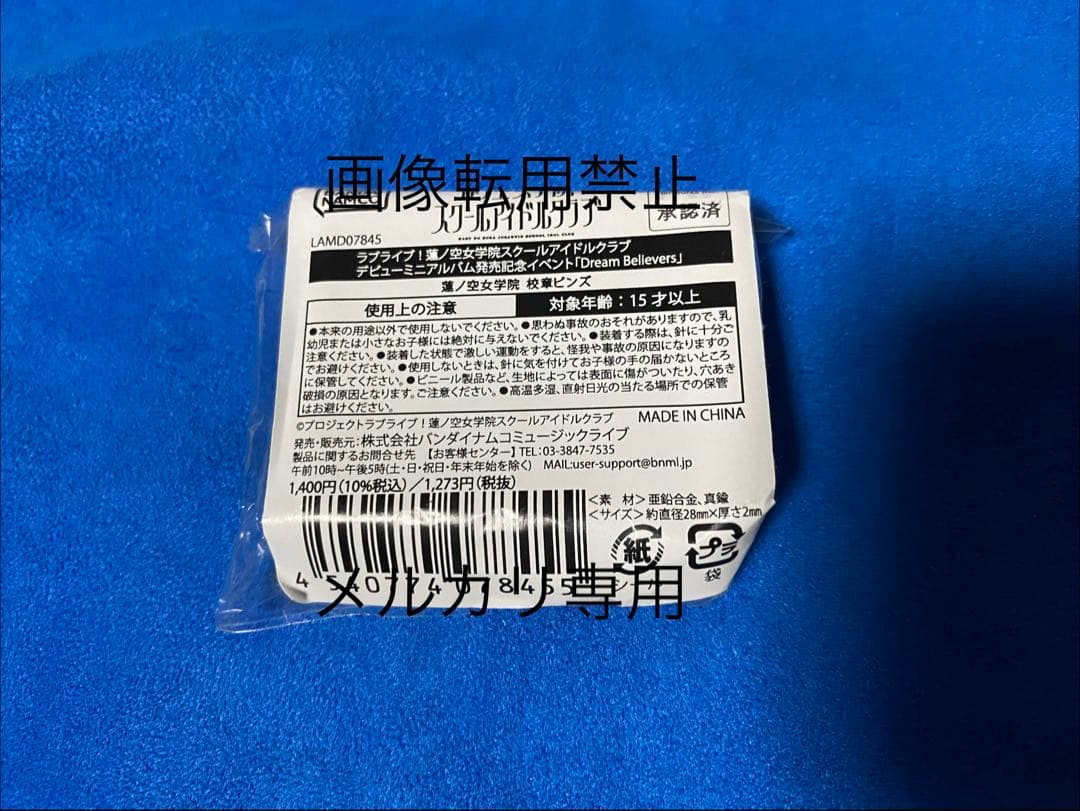 画像転用禁止
スクールアイドルクラブ
承認済
LAMD07845
ラブライブ!蓮ノ空女学院スクールアイドルクラブ
デビューミニアルバム発売記念イベント「Dream Believers」
蓮ノ空女学院 校章ピンズ
使用上の注意
対象年齢:15才以上
●本来の用途以外で使用しないでください。●思わぬ事故のおそれがありますので、乳
幼児または小さなお子様には絶対に与えないでください。●装着する際は、針に十分ご
注意ください。●装着した状態で激しい運動をすると、怪我や事故の原因になりますの
でお避けください。●使用しないときは、針に気を付けてお子様の手の届かないところ
に保管してください。●ビニール製品など、生地によっては表面に傷がついたり、穴あき
破損の原因となります。ご注意ください。●高温多湿、直射日光の当たる場所での保管
はお避けください。
©プロジェクトラブライブ!蓮ノ空女学院スクールアイドルクラブ
MADE IN CHINA
発売・販売元:株式会社バンダイナムコミュージックライブ
製品に関するお問合せ先 【お客様センター】TEL:03-3847-7535
午前10時~午後5時(土・日・祝日・年末年始を除く) MAIL:user-support@bnml.jp
1,400円(10%税込)/1,273円(税抜)
<素 材>亜鉛合金、真鍮
<サイズ>約直径28mm×厚さ2mm
紙
プラ
袋
メルカリ専用